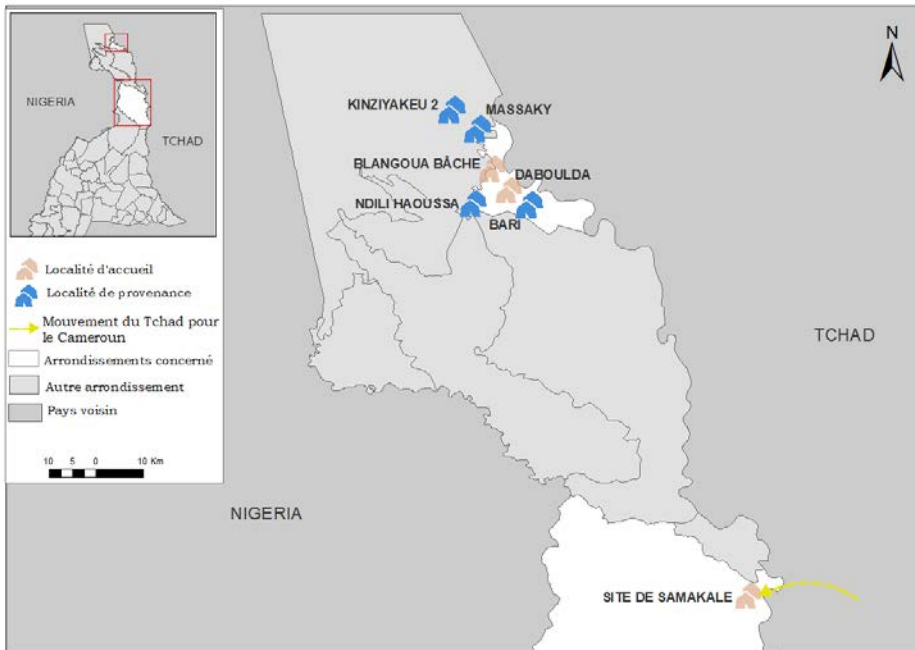 NIGERIA
TCHAD
Localité d'accueil
Localité de provenance
Mouvement du Tchad pour
le Cameroun
Arrondissements concerné
Autre arrondissement
Pays voisin
10 5 0 10 Km
N
KINZIYAKEU 2
MASSAKY
BLANGOUA BÂCHE
DABOULDA
NDILI HAOUSSA
BARI
TCHAD
NIGERIA
SITE DE SAMAKALE